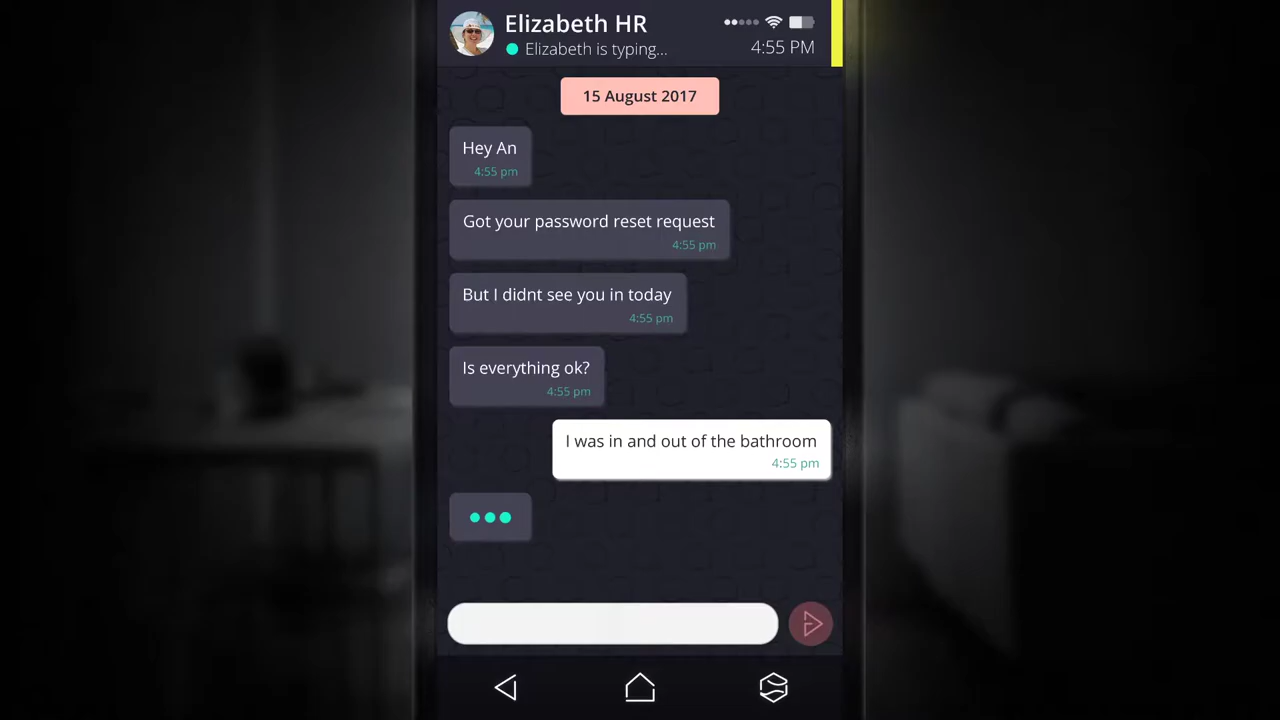 Elizabeth HR
Elizabeth is typing...
4:55 PM
15 August 2017
Hey An
4:55 pm
Got your password reset request
4:55 pm
But I didnt see you in today
4:55 pm
Is everything ok?
4:55 pm
I was in and out of the bathroom
4:55 pm